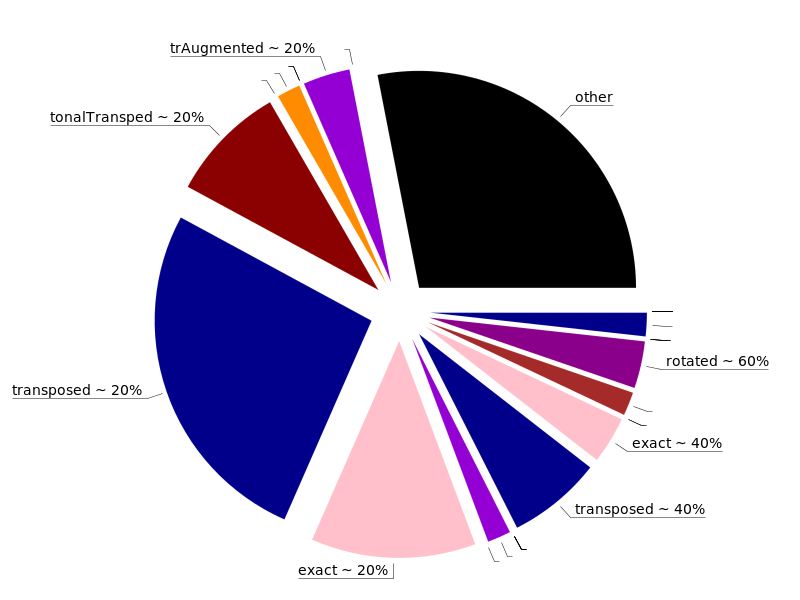 trAugmented ~ 20%
other
tonalTransped ~ 20%
rotated ~ 60%
transposed ~ 20%
exact ~ 40%
transposed ~ 40%
exact ~ 20%